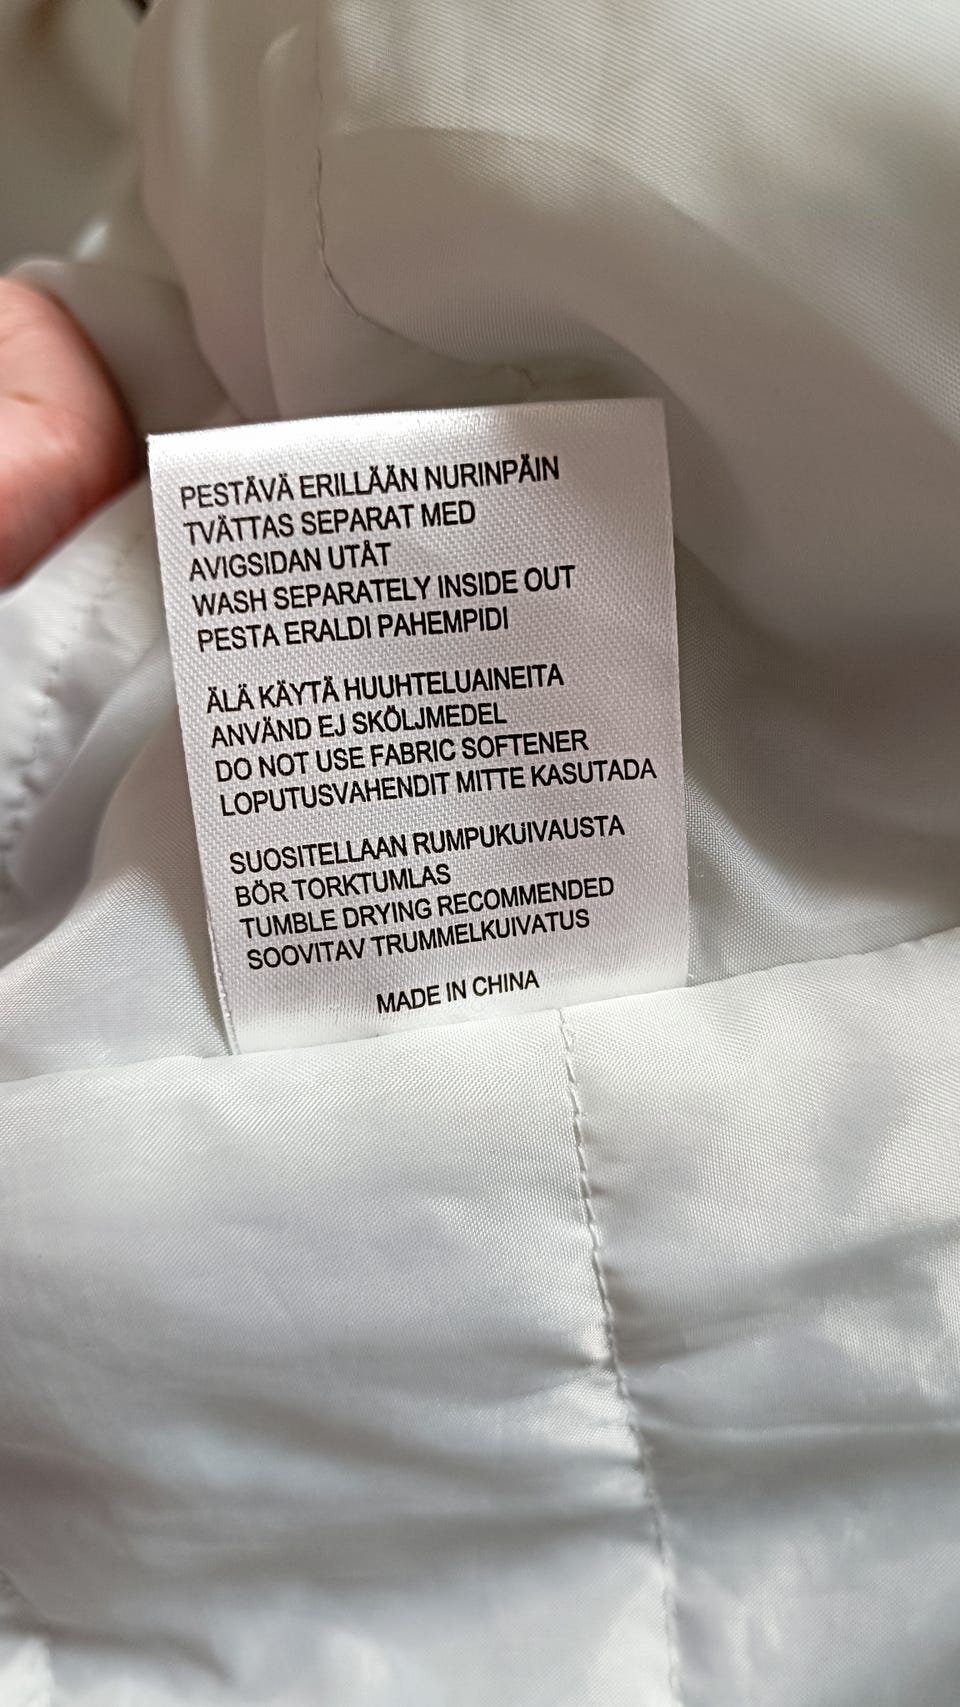 PESTÄVÄ ERILLÄÄN NURINPÄIN
TVÄTTAS SEPARAT MED
AVIGSIDAN UTÅT
WASH SEPARATELY INSIDE OUT
PESTA ERALDI PAHEMPIDI
ÄLÄ KÄYTÄ HUUHTELUAINEITA
ANVÄND EJ SKÖLJMEDEL
DO NOT USE FABRIC SOFTENER
LOPUTUSVAHENDIT MITTE KASUTADA
SUOSITELLAAN RUMPUKUIVAUSTA
BÖR TORKTUMLAS
TUMBLE DRYING RECOMMENDED
SOOVITAV TRUMMELKUIVATUS
MADE IN CHINA